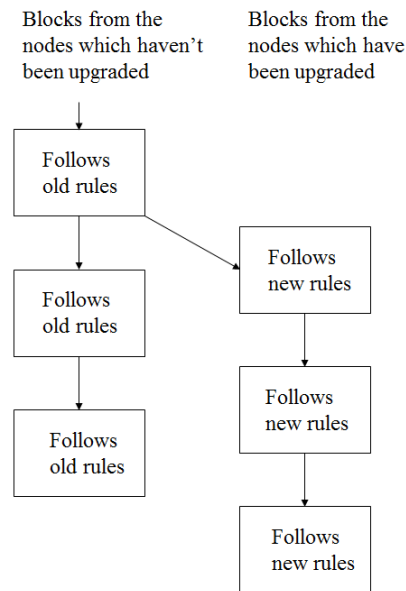 Blocks from the
nodes which haven't
been upgraded
Blocks from the
nodes which have
been upgraded
Follows
old rules
Follows
new rules
Follows
old rules
Follows
new rules
Follows
old rules
Follows
new rules